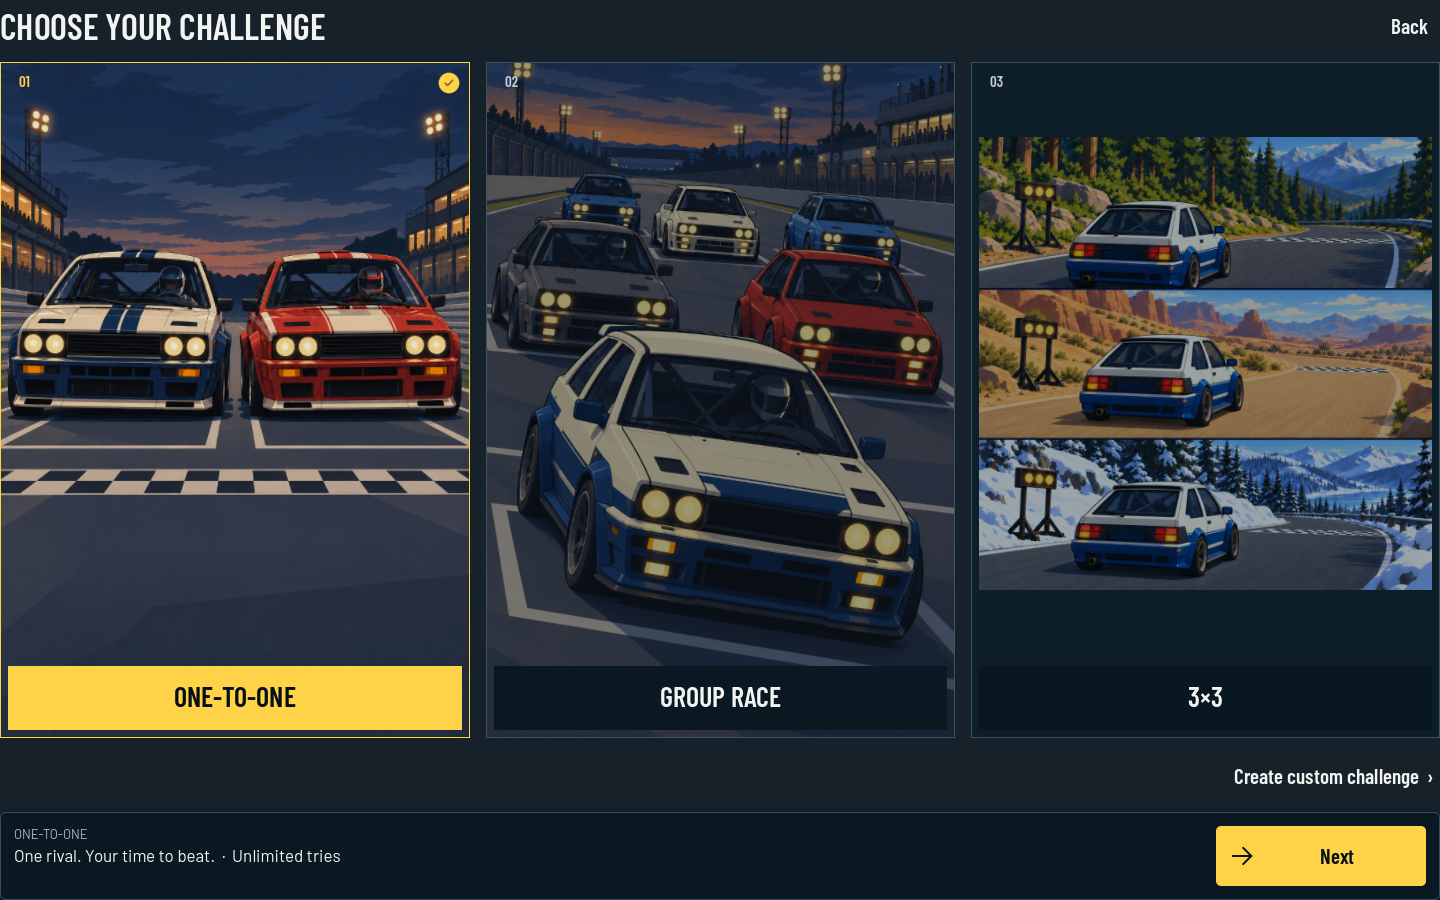 CHOOSE YOUR CHALLENGE
Back
01
02
03
ONE-TO-ONE
GROUP RACE
3×3
Create custom challenge ›
ONE-TO-ONE
One rival. Your time to beat. · Unlimited tries
Next